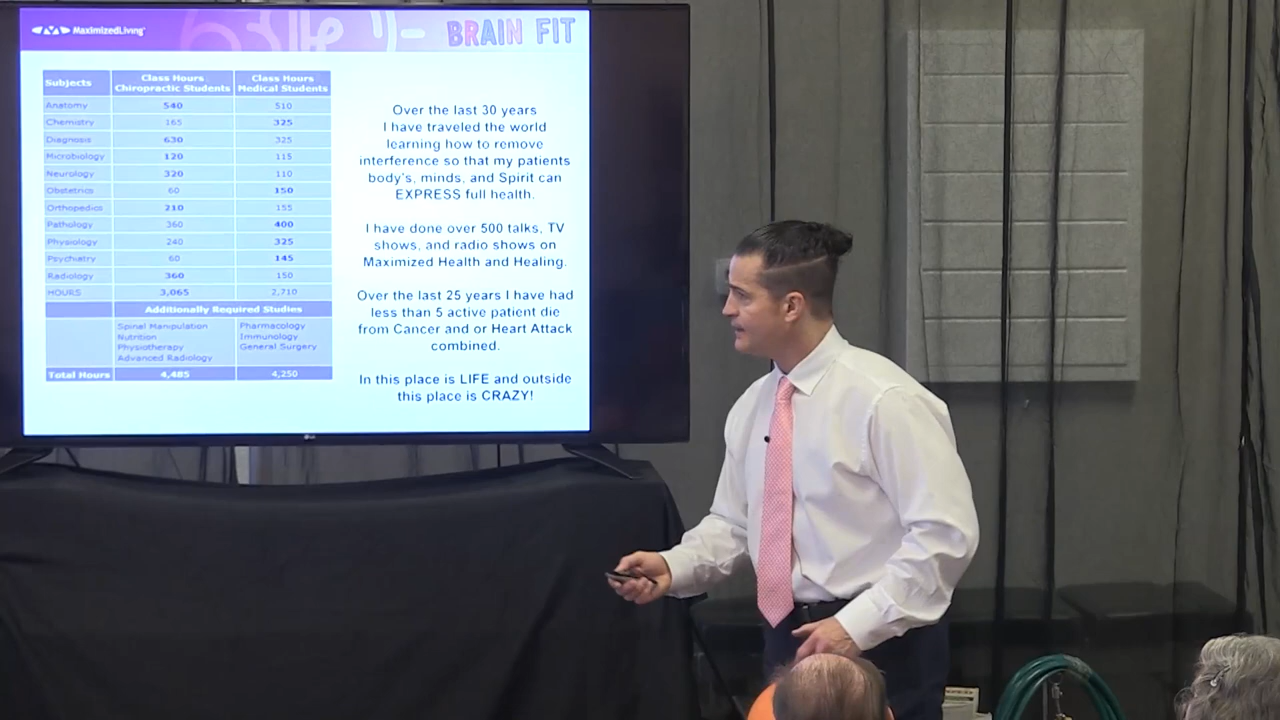 MaximizedLiving
BRAIN FIT
Subjects Class Hours Chiropractic Students Class Hours Medical Students
Anatomy 540 510
Chemistry 165 325
Diagnosis 630 325
Microbiology 120 115
Neurology 320 110
Obstetrics 60 150
Orthopedics 210 155
Pathology 360 400
Physiology 240 325
Psychiatry 60 145
Radiology 360 150
HOURS 3,065 2,710
Additionally Required Studies
Spinal Manipulation Pharmacology
Nutrition Immunology
Physiotherapy General Surgery
Advanced Radiology
Total Hours 4,485 4,250
Over the last 30 years
I have traveled the world
learning how to remove
interference so that my patients
body's, minds, and Spirit can
EXPRESS full health.
I have done over 500 talks, TV
shows, and radio shows on
Maximized Health and Healing.
Over the last 25 years I have had
less than 5 active patient die
from Cancer and or Heart Attack
combined.
In this place is LIFE and outside
this place is CRAZY!
LG